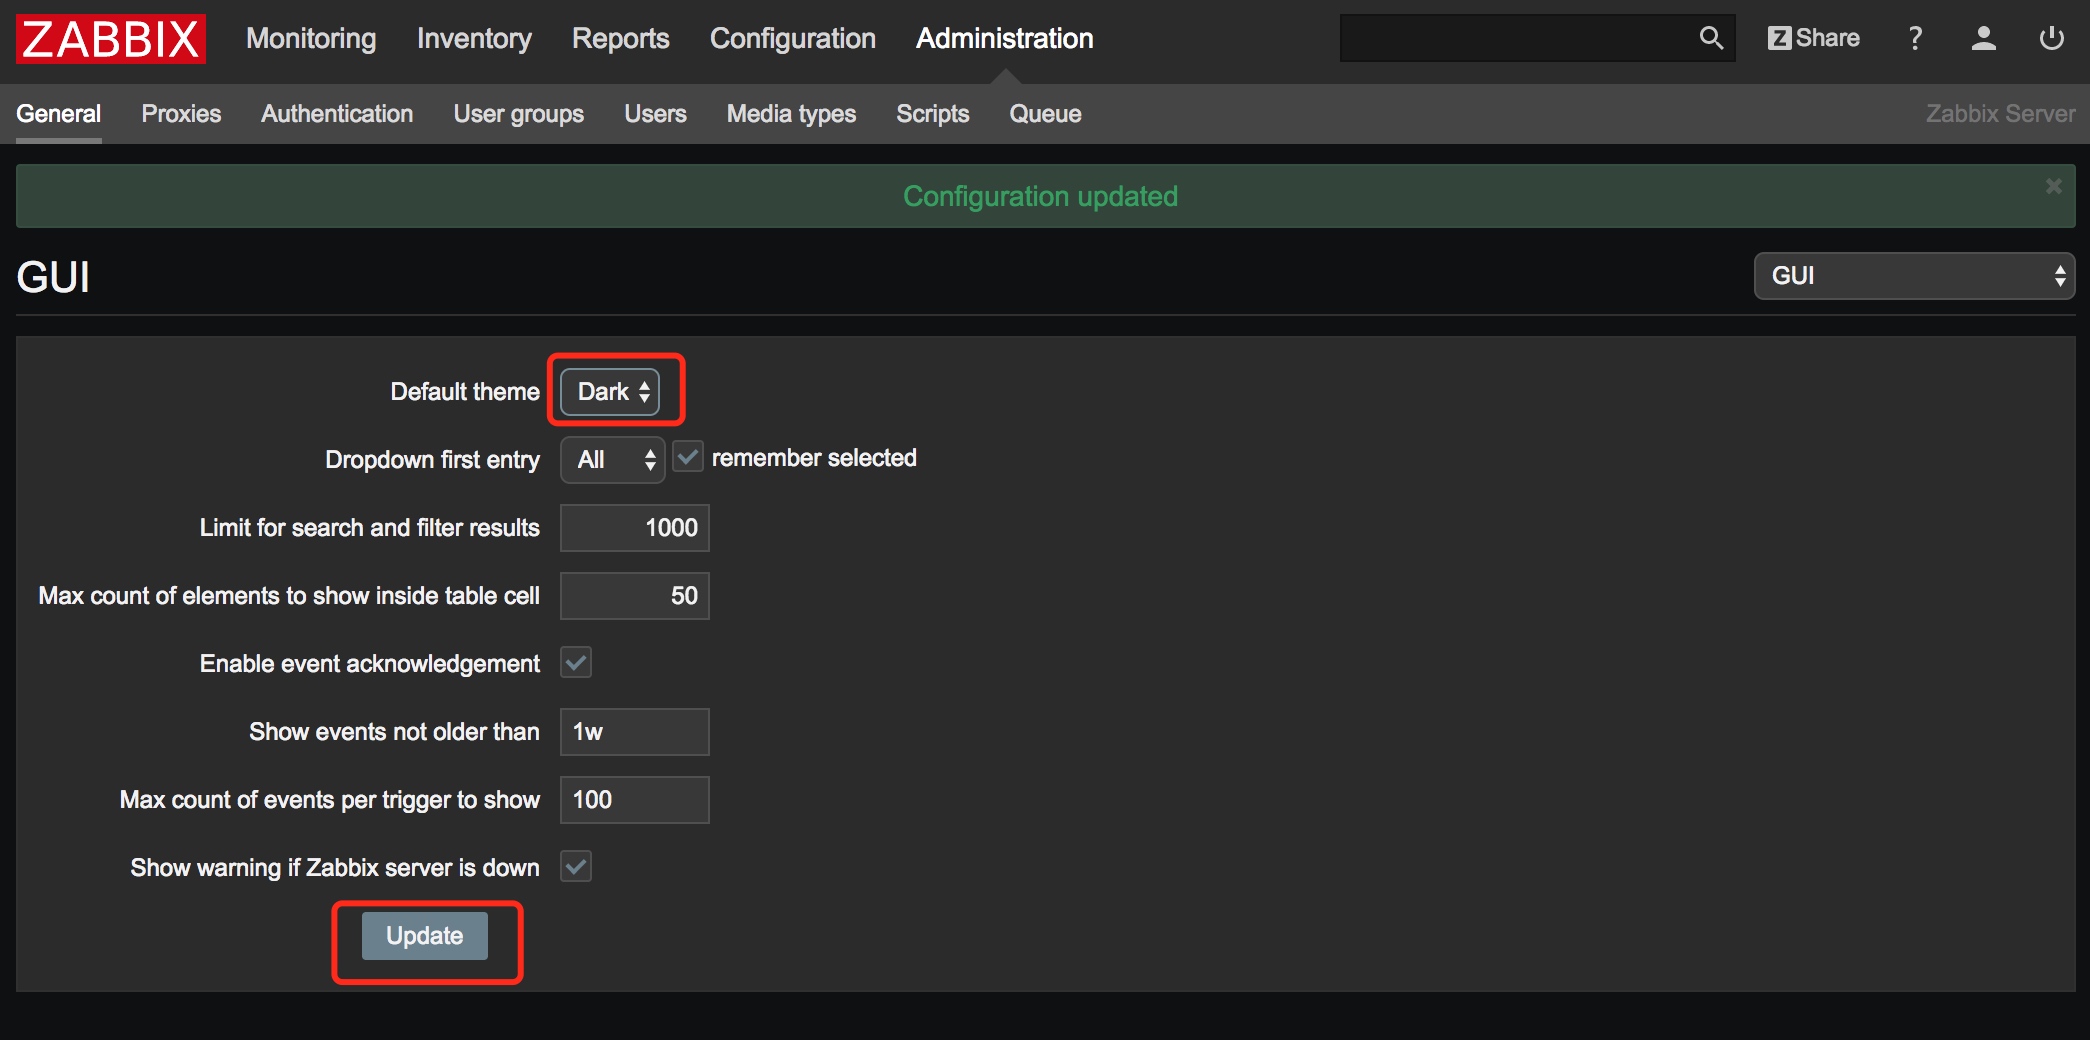 ZABBIX Monitoring Inventory Reports Configuration Administration Z Share ?
General Proxies Authentication User groups Users Media types Scripts Queue Zabbix Server
Configuration updated
GUI GUI
Default theme Dark
Dropdown first entry All remember selected
Limit for search and filter results 1000
Max count of elements to show inside table cell 50
Enable event acknowledgement
Show events not older than 1w
Max count of events per trigger to show 100
Show warning if Zabbix server is down
Update